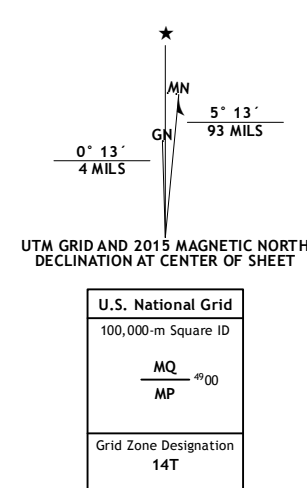 ★
MN
GN
5° 13´
93 MILS
0° 13´
4 MILS
UTM GRID AND 2015 MAGNETIC NORTH
DECLINATION AT CENTER OF SHEET
U.S. National Grid
100,000-m Square ID
MQ
MP
4900
Grid Zone Designation
14T